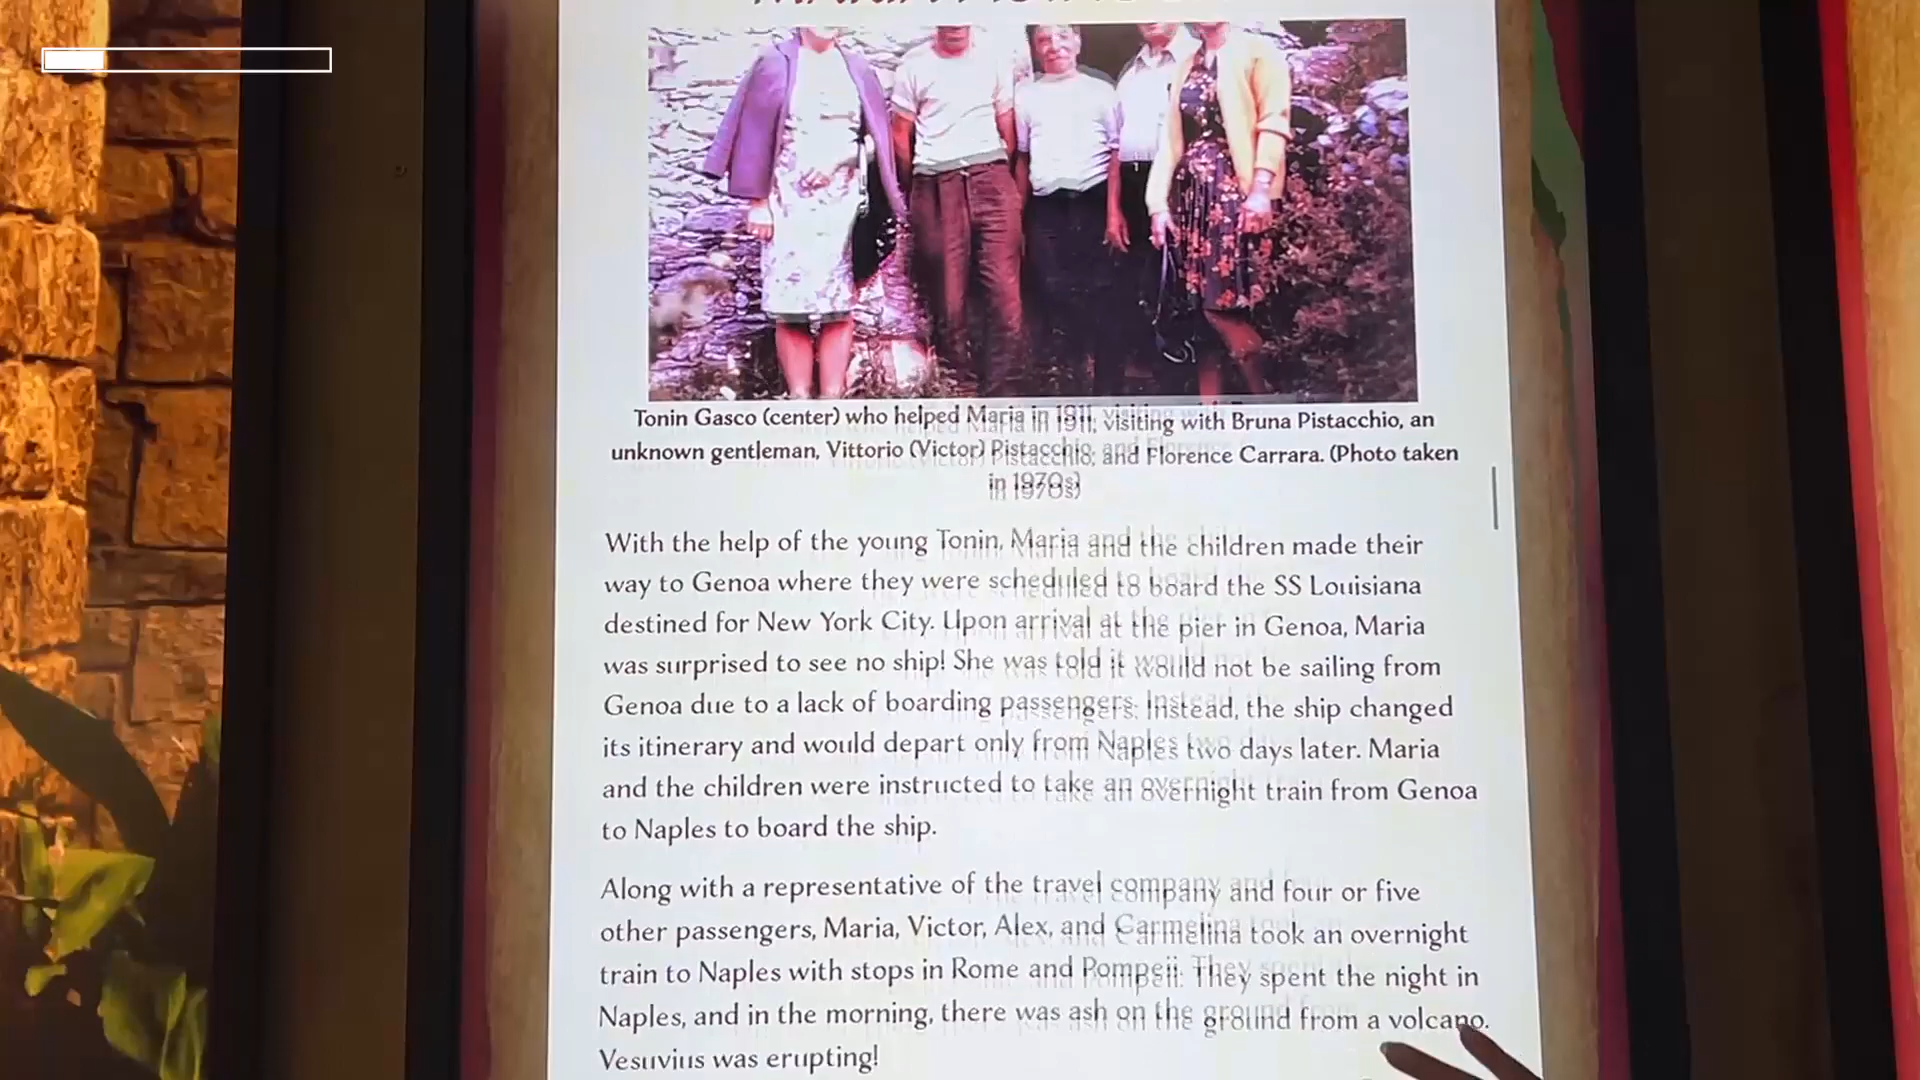 Tonin Gasco (center) who helped Maria in 1911, visiting with Bruna Pistacchio, an
unknown gentleman, Vittorio (Victor) Pistacchio, and Florence Carrara. (Photo taken
in 1970s)
With the help of the young Tonin, Maria and the children made their
way to Genoa where they were scheduled to board the SS Louisiana
destined for New York City. Upon arrival at the pier in Genoa, Maria
was surprised to see no ship! She was told it would not be sailing from
Genoa due to a lack of boarding passengers. Instead, the ship changed
its itinerary and would depart only from Naples two days later. Maria
and the children were instructed to take an overnight train from Genoa
to Naples to board the ship.
Along with a representative of the travel company and four or five
other passengers, Maria, Victor, Alex, and Carmelina took an overnight
train to Naples with stops in Rome and Pompeii. They spent the night in
Naples, and in the morning, there was ash on the ground from a volcano.
Vesuvius was erupting!